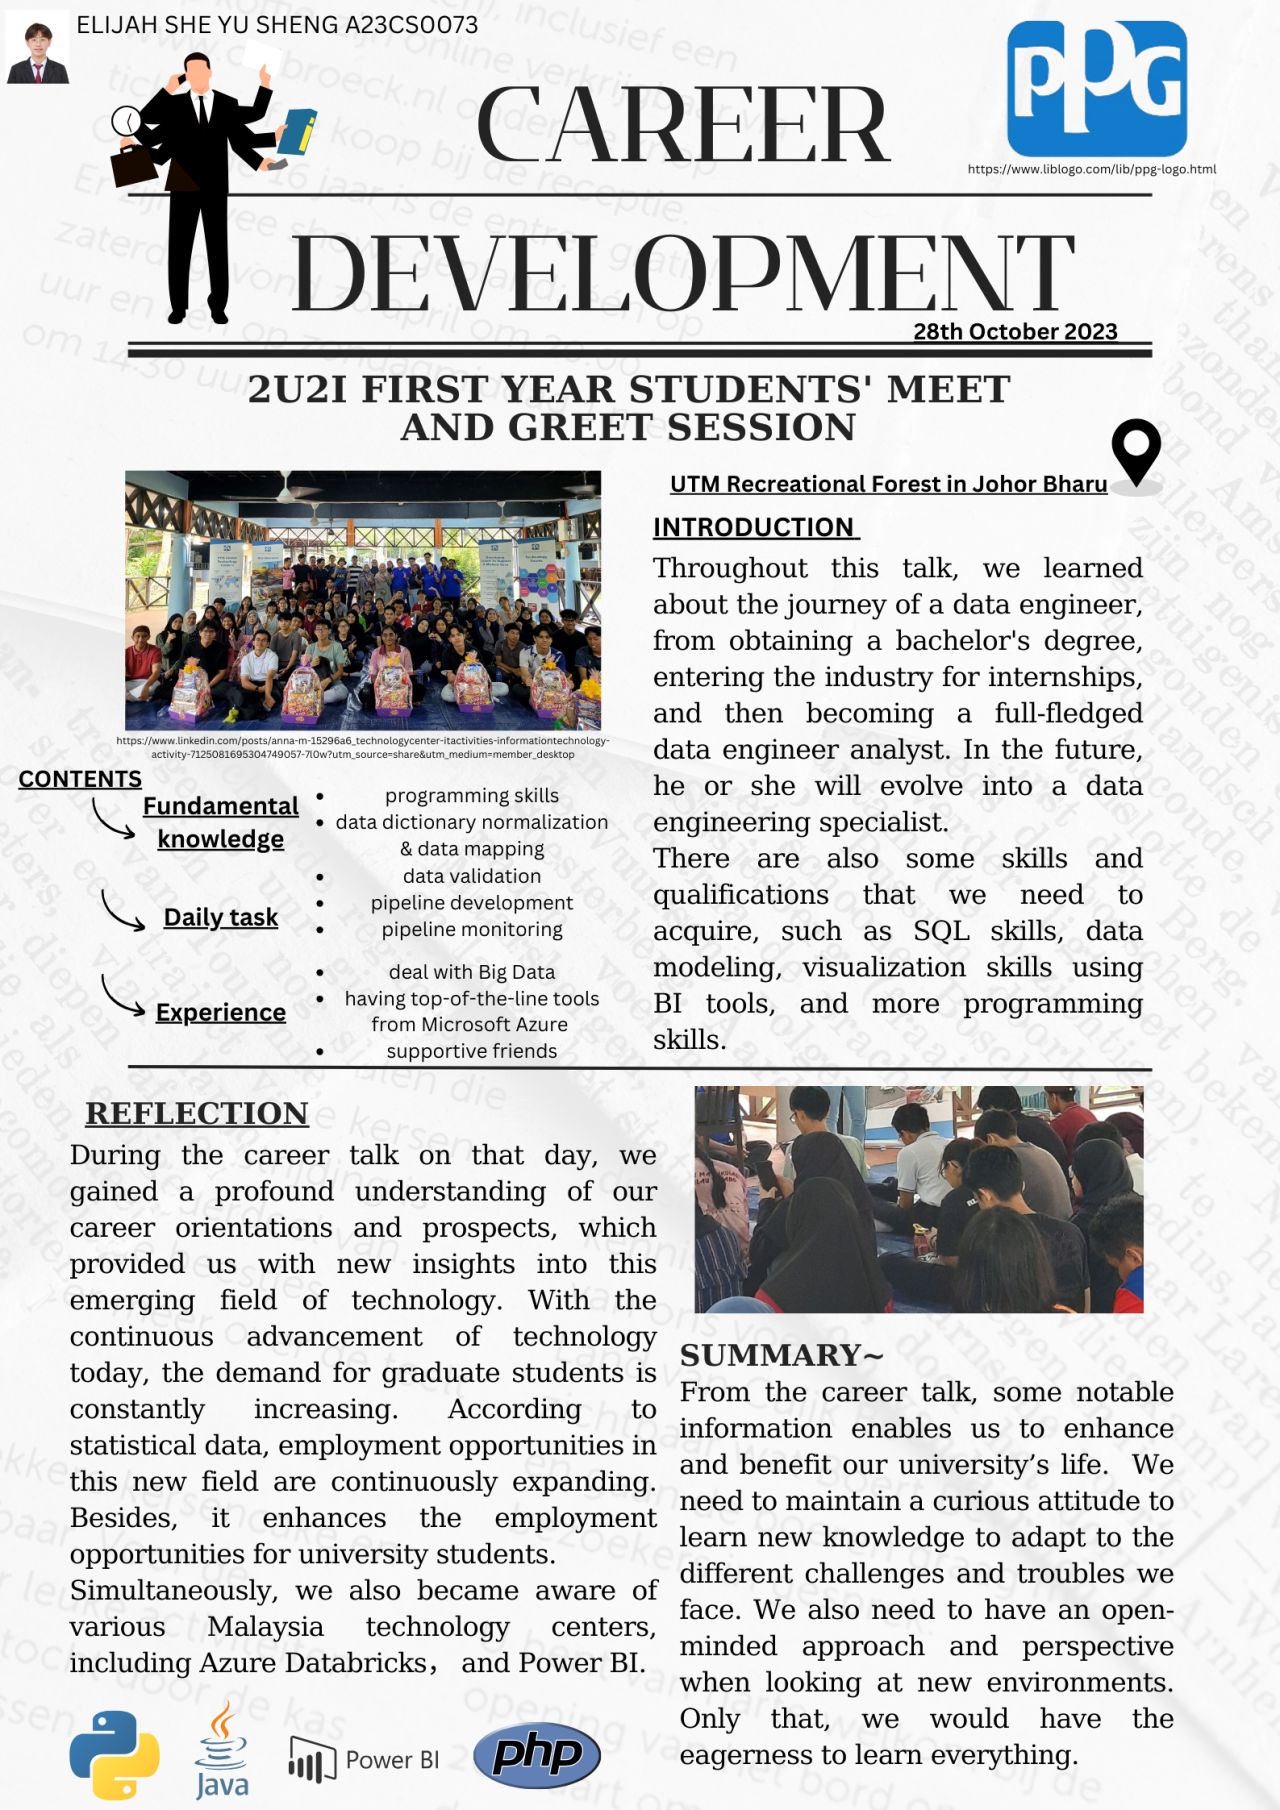 ELIJAH SHE YU SHENG A23CS0073
PPG
https://www.liblogo.com/lib/ppg-logo.html
CAREER
DEVELOPMENT
28th October 2023
2U2I FIRST YEAR STUDENTS' MEET
AND GREET SESSION
https://www.linkedin.com/posts/anna-m-15296a6_technologycenter-itactivities-informationtechnology-
activity-7125081695304749057-7l0w?utm_source=share&utm_medium=member_desktop
CONTENTS
Fundamental
knowledge
• programming skills
• data dictionary normalization
& data mapping
• data validation
Daily task
• pipeline development
• pipeline monitoring
Experience
• deal with Big Data
• having top-of-the-line tools
from Microsoft Azure
• supportive friends
UTM Recreational Forest in Johor Bharu
INTRODUCTION
Throughout this talk, we learned
about the journey of a data engineer,
from obtaining a bachelor's degree,
entering the industry for internships,
and then becoming a full-fledged
data engineer analyst. In the future,
he or she will evolve into a data
engineering specialist.
There are also some skills and
qualifications that we need to
acquire, such as SQL skills, data
modeling, visualization skills using
BI tools, and more programming
skills.
REFLECTION
During the career talk on that day, we
gained a profound understanding of our
career orientations and prospects, which
provided us with new insights into this
emerging field of technology. With the
continuous advancement of technology
today, the demand for graduate students is
constantly increasing. According to
statistical data, employment opportunities in
this new field are continuously expanding.
Besides, it enhances the employment
opportunities for university students.
Simultaneously, we also became aware of
various Malaysia technology centers,
including Azure Databricks， and Power BI.
Java
Power BI
php
SUMMARY~
From the career talk, some notable
information enables us to enhance
and benefit our university’s life. We
need to maintain a curious attitude to
learn new knowledge to adapt to the
different challenges and troubles we
face. We also need to have an open-
minded approach and perspective
when looking at new environments.
Only that, we would have the
eagerness to learn everything.